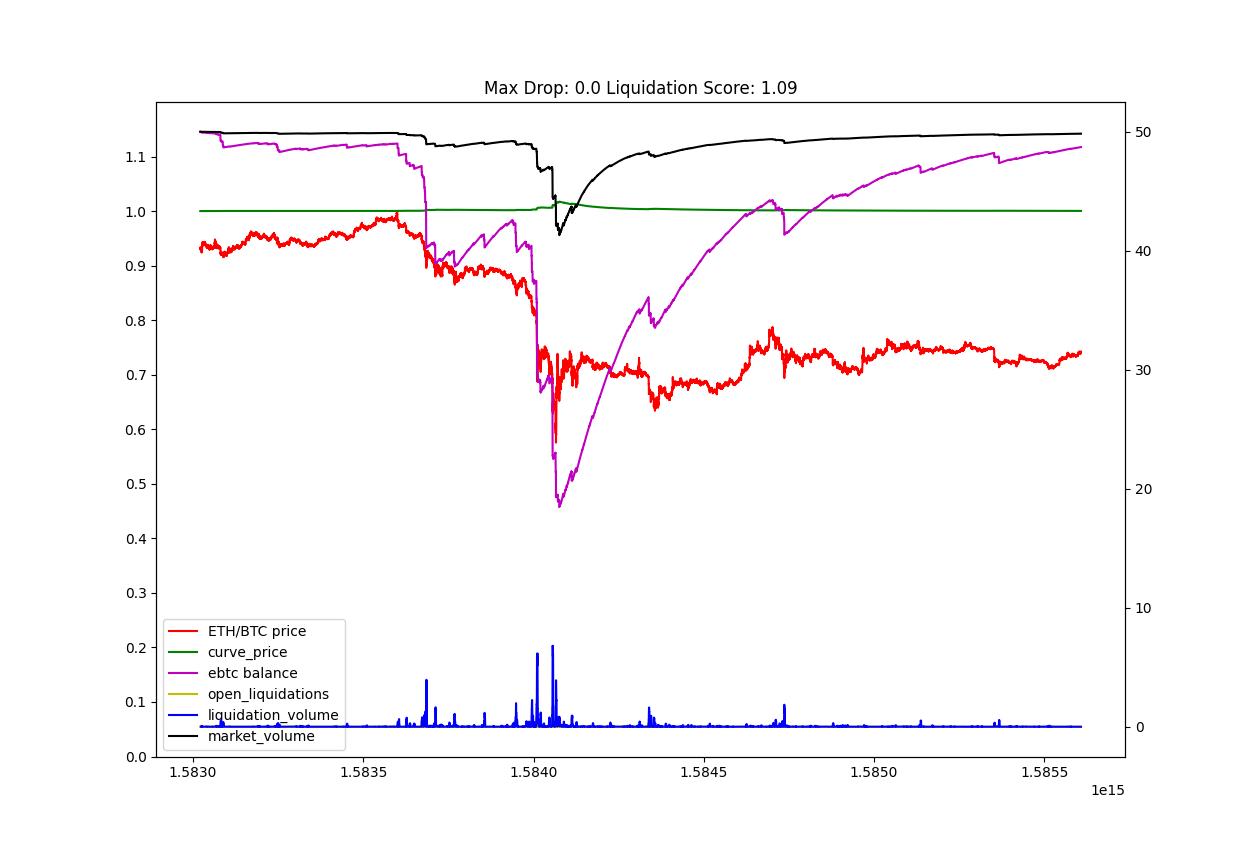 Max Drop: 0.0 Liquidation Score: 1.09
1.1
1.0
0.9
0.8
0.7
0.6
0.5
0.4
0.3
0.2
0.1
0.0
50
40
30
20
10
0
ETH/BTC price
curve_price
ebtc balance
open_liquidations
liquidation_volume
market_volume
1.5830 1.5835 1.5840 1.5845 1.5850 1.5855
1e15